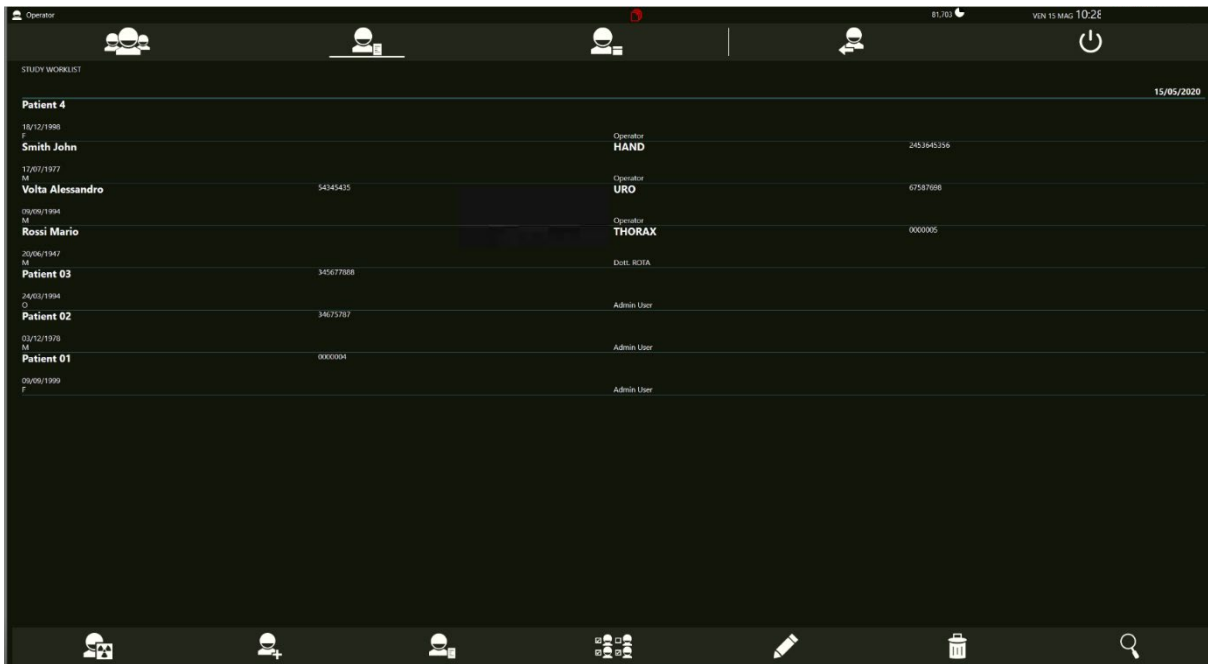 Operator 81,703 VEN 15 MAG 10:28
STUDY WORKLIST
15/05/2020
Patient 4
18/12/1998
F Operator
Smith John HAND 2453645356
17/07/1977
M Operator
Volta Alessandro 54345435 URO 67587698
09/09/1994
M Operator
Rossi Mario THORAX 0000005
20/06/1947
M Dott. ROTA
Patient 03 345677888
24/03/1994
O Admin User
Patient 02 34675787
03/12/1978
M Admin User
Patient 01 0000004
09/09/1999
F Admin User